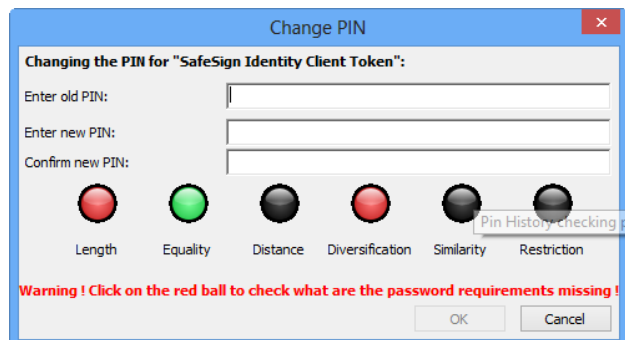 Change PIN
Changing the PIN for "SafeSign Identity Client Token":
Enter old PIN:
Enter new PIN:
Confirm new PIN:
Pin History checking
Length Equality Distance Diversification Similarity Restriction
Warning ! Click on the red ball to check what are the password requirements missing !
OK Cancel